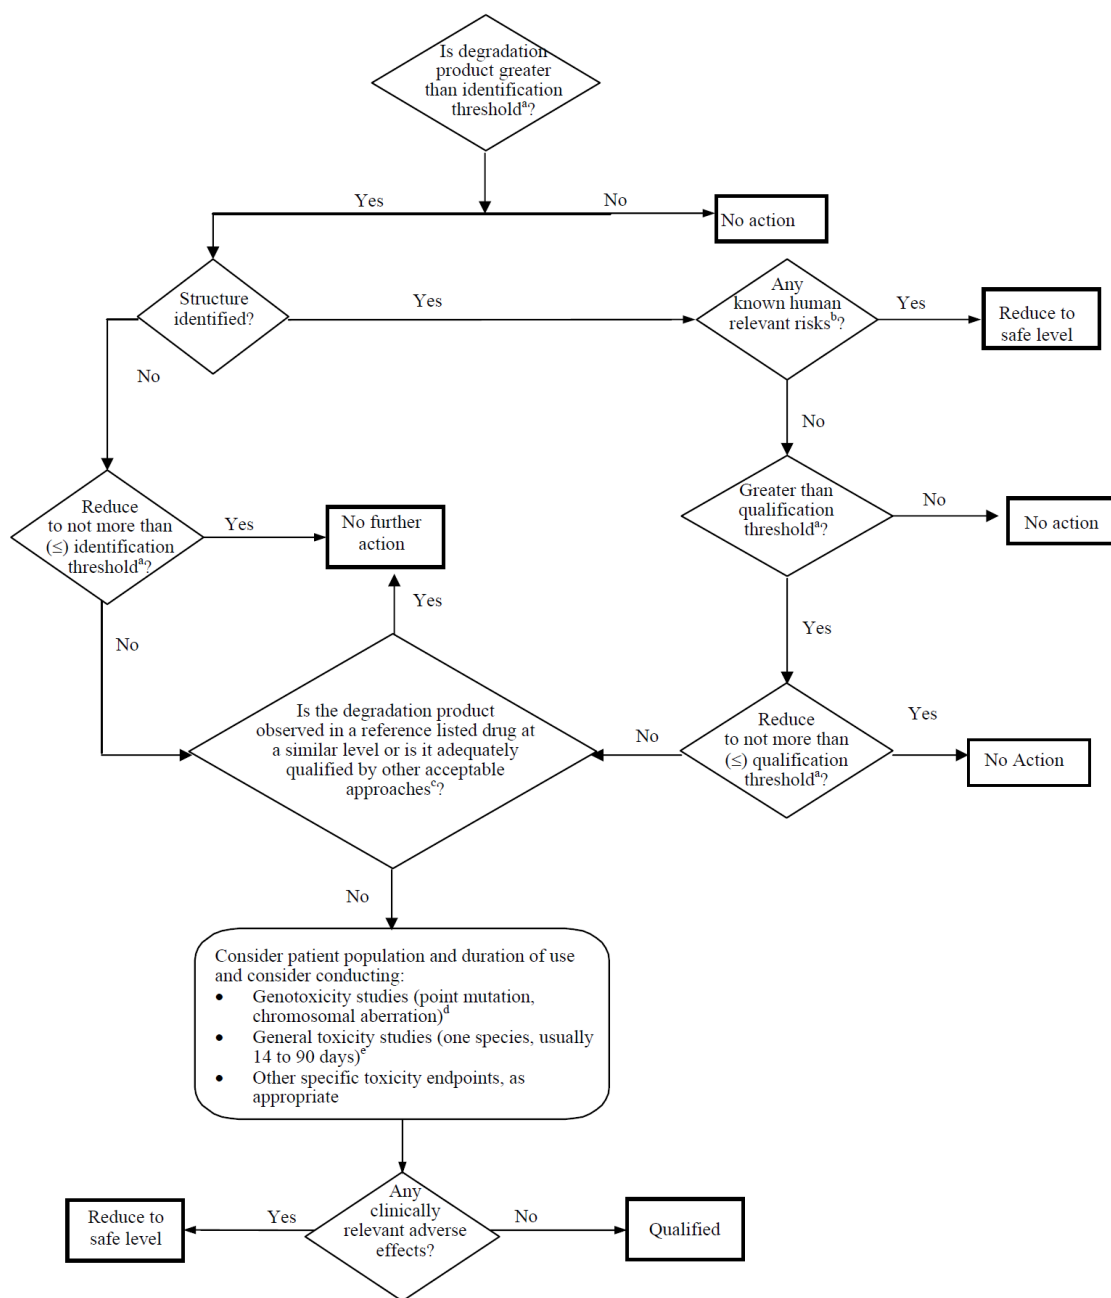 Is degradation
product greater
than identification
thresholdᵃ?
Yes
No
No action
Structure
identified?
Yes
Any
known human
relevant risksᵇ?
Yes
Reduce to
safe level
No
No
Reduce
to not more than
(≤) identification
thresholdᵃ?
Yes
No further
action
Greater than
qualification
thresholdᵃ?
No
No action
Yes
No
Yes
Is the degradation product
observed in a reference listed drug at
a similar level or is it adequately
qualified by other acceptable
approachesᶜ?
No
Reduce
to not more than
(≤) qualification
thresholdᵃ?
Yes
No Action
No
Consider patient population and duration of use
and consider conducting:
• Genotoxicity studies (point mutation,
chromosomal aberration)ᵈ
• General toxicity studies (one species, usually
14 to 90 days)ᵉ
• Other specific toxicity endpoints, as
appropriate
Reduce to
safe level
Yes
Any
clinically
relevant adverse
effects?
No
Qualified